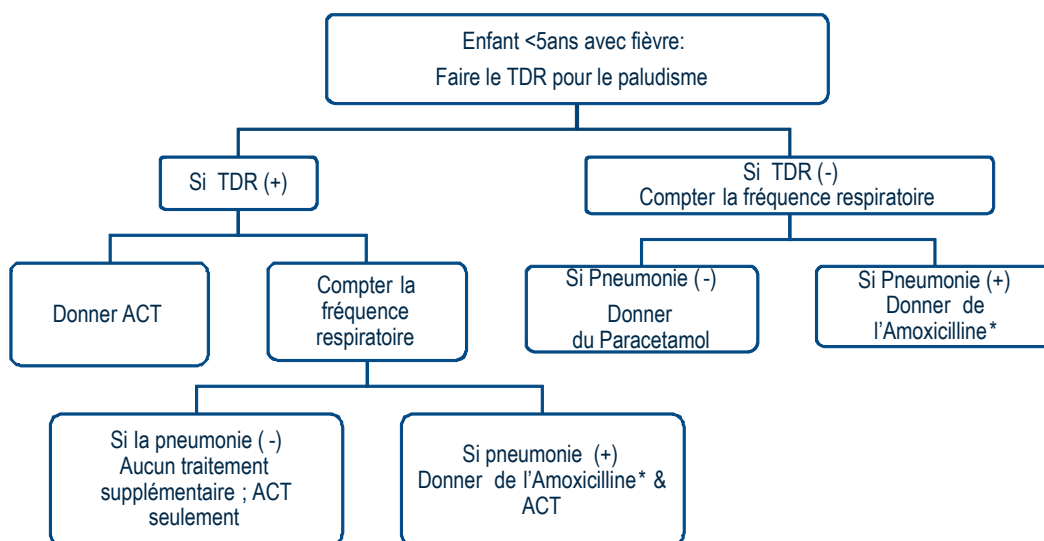 Enfant <5ans avec fièvre:
Faire le TDR pour le paludisme
Si TDR (+)
Si TDR (-)
Compter la fréquence respiratoire
Donner ACT
Compter la
fréquence
respiratoire
Si Pneumonie (-)
Donner
du Paracetamol
Si Pneumonie (+)
Donner de
l’Amoxicilline*
Si la pneumonie (-)
Aucun traitement
supplémentaire ; ACT
seulement
Si pneumonie (+)
Donner de l’Amoxicilline* &
ACT